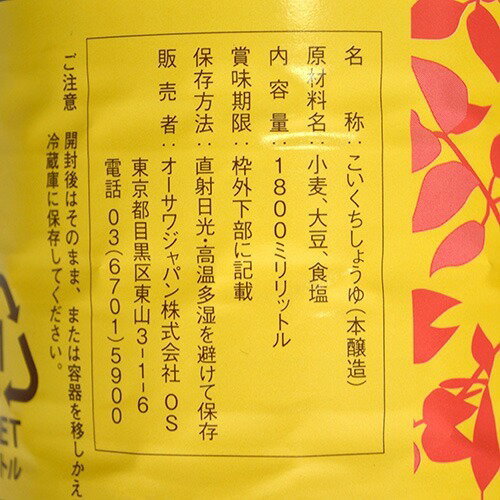 名　　称：こいくちしょうゆ（本醸造）
原材料名：小麦、大豆、食塩
内 容 量：1800ミリリットル
賞味期限：枠外下部に記載
保存方法：直射日光・高温多湿を避けて保存
販 売 者：オーサワジャパン株式会社 OS
東京都目黒区東山3-1-6
電話 03(6701)5900
ご注意　開封後はそのまま、または容器を移しかえ
冷蔵庫に保存してください。